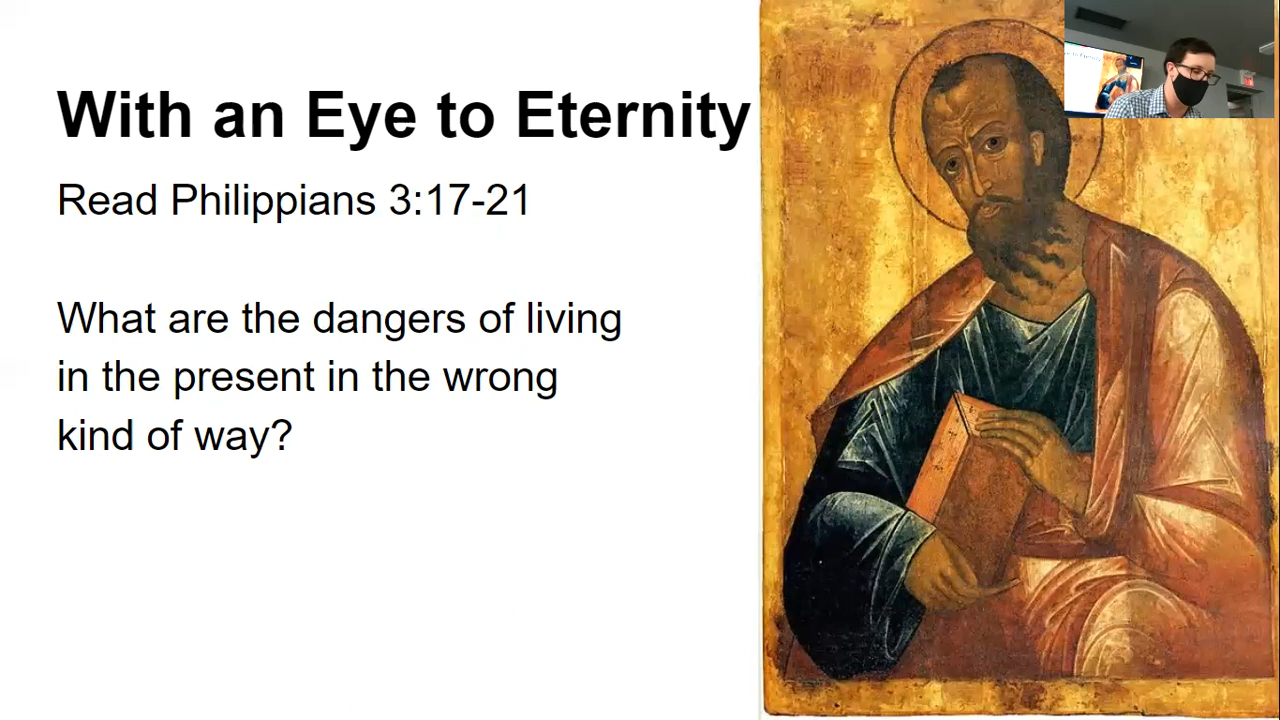 With an Eye to Eternity
Read Philippians 3:17-21
What are the dangers of living
in the present in the wrong
kind of way?